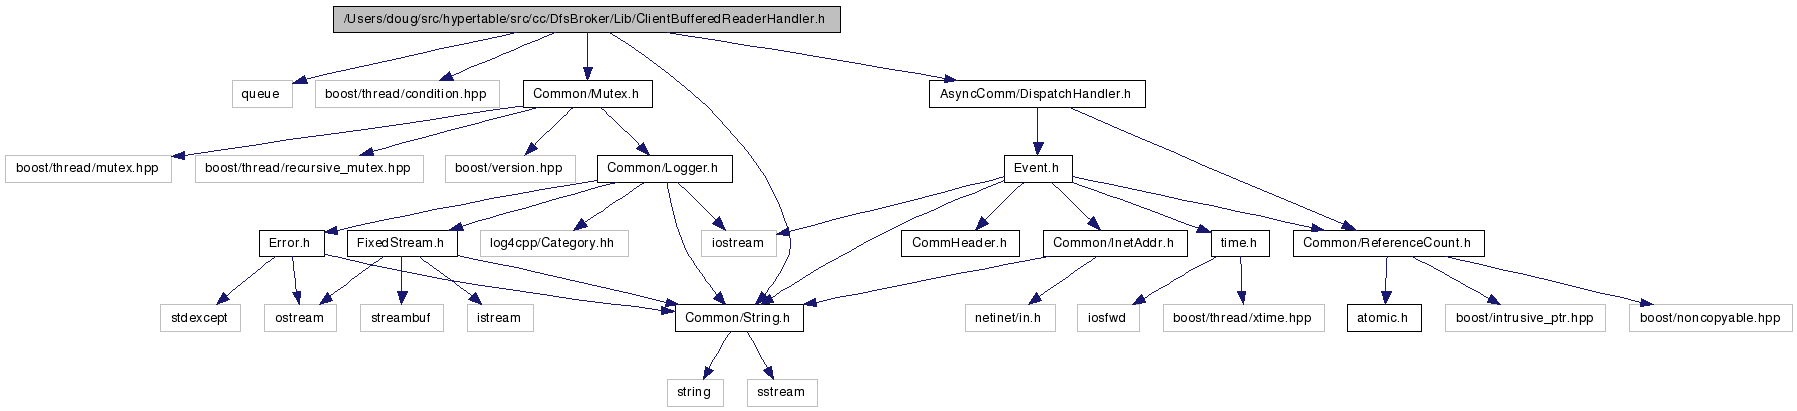 /Users/doug/src/hypertable/src/cc/DfsBroker/Lib/ClientBufferedReaderHandler.h
queue
boost/thread/condition.hpp
Common/Mutex.h
AsyncComm/DispatchHandler.h
boost/thread/mutex.hpp
boost/thread/recursive_mutex.hpp
boost/version.hpp
Common/Logger.h
Event.h
Error.h
FixedStream.h
log4cpp/Category.hh
iostream
CommHeader.h
Common/InetAddr.h
time.h
Common/ReferenceCount.h
stdexcept
ostream
streambuf
istream
Common/String.h
netinet/in.h
iosfwd
boost/thread/xtime.hpp
atomic.h
boost/intrusive_ptr.hpp
boost/noncopyable.hpp
string
sstream